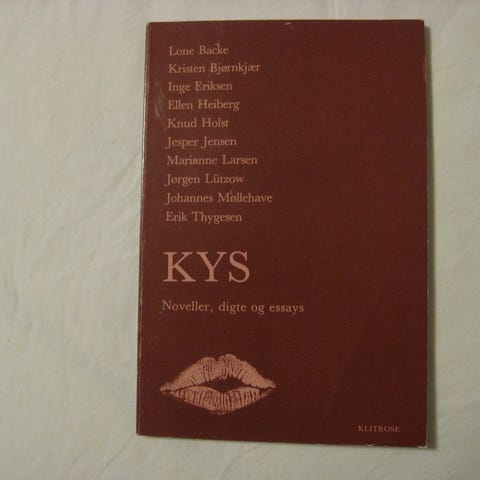 Lone Backe
Kristen Bjørnkjær
Inge Eriksen
Ellen Heiberg
Knud Holst
Jesper Jensen
Marianne Larsen
Jørgen Lützow
Johannes Møllehave
Erik Thygesen
KYS
Noveller, digte og essays
KLITROSE